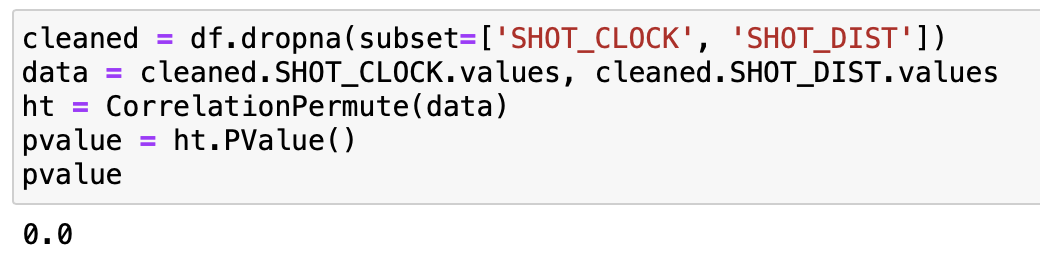 cleaned = df.dropna(subset=['SHOT_CLOCK', 'SHOT_DIST'])
data = cleaned.SHOT_CLOCK.values, cleaned.SHOT_DIST.values
ht = CorrelationPermute(data)
pvalue = ht.PValue()
pvalue
0.0